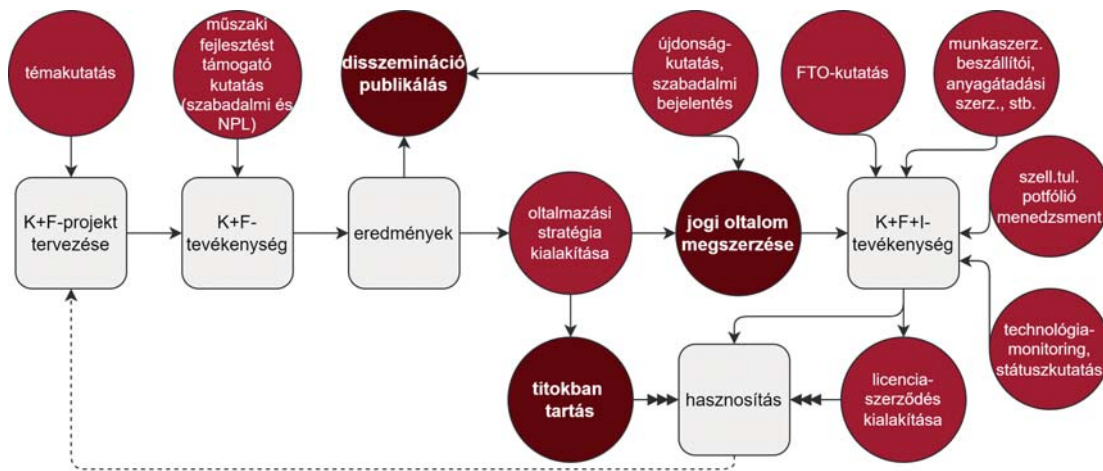 témakutatás
műszaki
fejlesztést
támogató
kutatás
(szabadalmi és
NPL)
disszemináció
publikálás
újdonság-
kutatás,
szabadalmi
bejelentés
FTO-kutatás
munkaszerz.
beszállítói,
anyagátadási
szerz., stb.
K+F-projekt
tervezése
K+F-
tevékenység
eredmények
oltalmazási
stratégia
kialakítása
jogi oltalom
megszerzése
K+F+I-
tevékenység
szell.tul.
potfólió
menedzsment
titokban
tartás
hasznosítás
licencia-
szerződés
kialakítása
technológia-
monitoring,
státuszkutatás